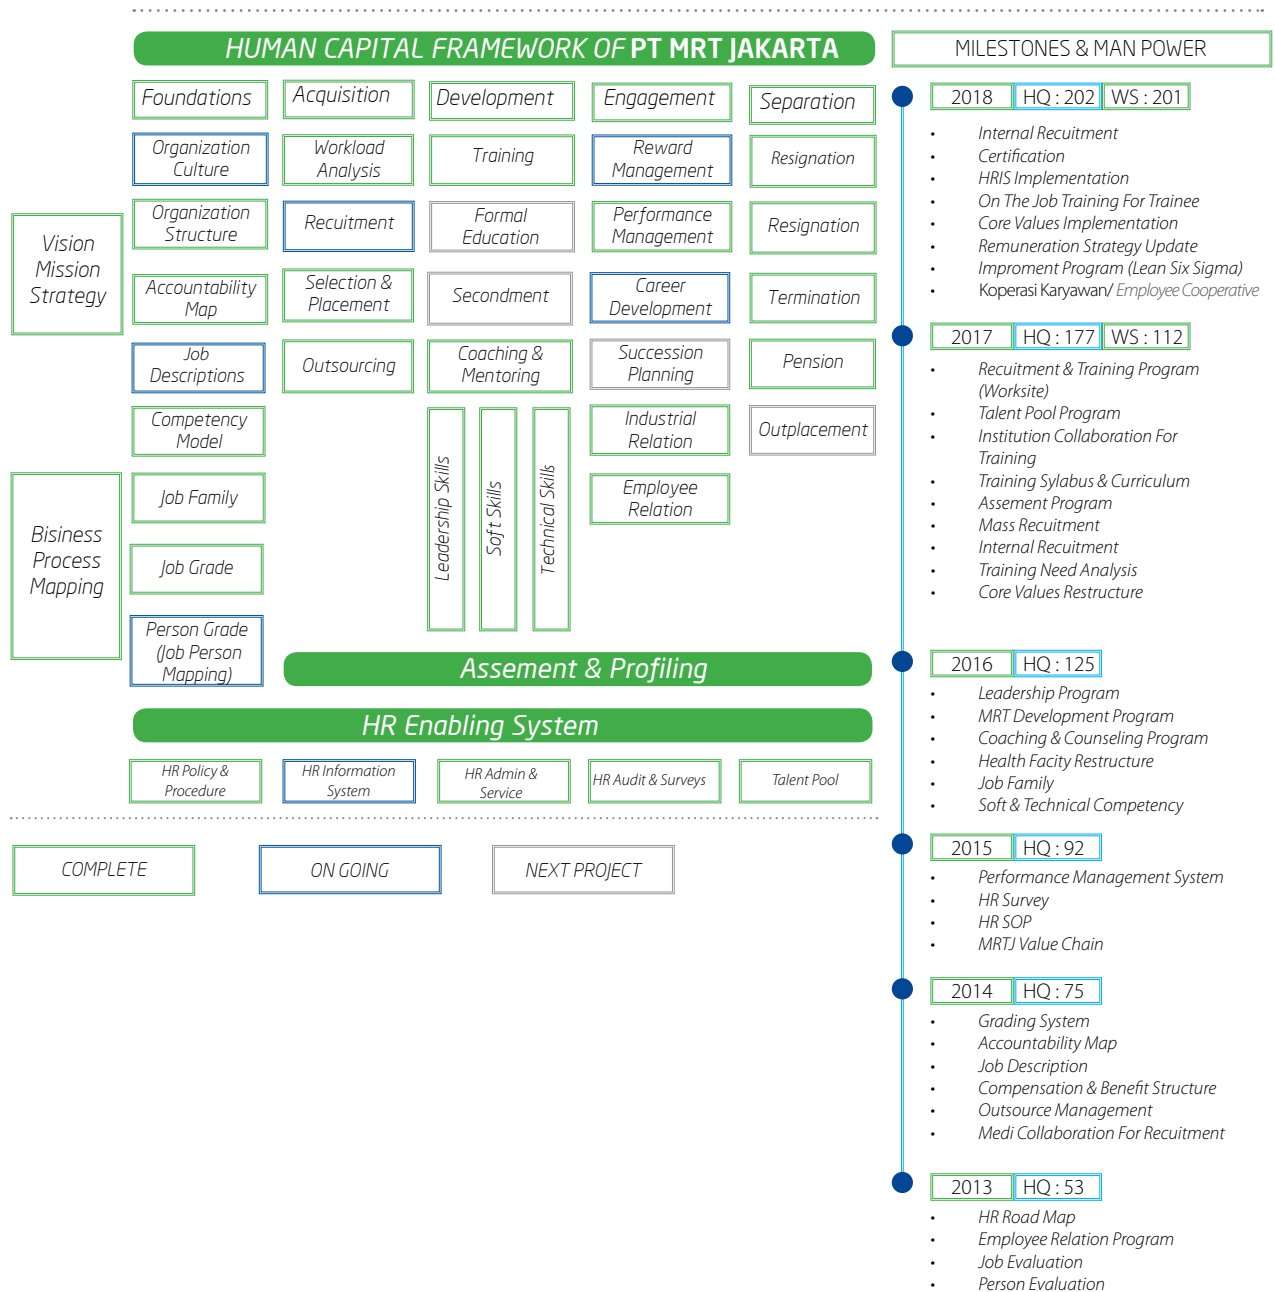 HUMAN CAPITAL FRAMEWORK OF PT MRT JAKARTA
Foundations
Organization
Culture
Organization
Structure
Accountability
Map
Job
Descriptions
Competency
Model
Job Family
Job Grade
Person Grade
(Job Person
Mapping)
Acquisition
Workload
Analysis
Recuitment
Selection &
Placement
Outsourcing
Development
Training
Formal
Education
Secondment
Coaching &
Mentoring
Leadership Skills
Soft Skills
Technical Skills
Engagement
Reward
Management
Performance
Management
Career
Development
Succession
Planning
Industrial
Relation
Employee
Relation
Separation
Resignation
Resignation
Termination
Pension
Outplacement
Vision
Mission
Strategy
Bisiness
Process
Mapping
Assement & Profiling
HR Enabling System
HR Policy &
Procedure
HR Information
System
HR Admin &
Service
HR Audit & Surveys
Talent Pool
COMPLETE
ON GOING
NEXT PROJECT
MILESTONES & MAN POWER
2018 HQ : 202 WS : 201
• Internal Recuitment
• Certification
• HRIS Implementation
• On The Job Training For Trainee
• Core Values Implementation
• Remuneration Strategy Update
• Improment Program (Lean Six Sigma)
• Koperasi Karyawan/ Employee Cooperative
2017 HQ : 177 WS : 112
• Recuitment & Training Program
(Worksite)
• Talent Pool Program
• Institution Collaboration For
Training
• Training Sylabus & Curriculum
• Assement Program
• Mass Recuitment
• Internal Recuitment
• Training Need Analysis
• Core Values Restructure
2016 HQ : 125
• Leadership Program
• MRT Development Program
• Coaching & Counseling Program
• Health Facity Restructure
• Job Family
• Soft & Technical Competency
2015 HQ : 92
• Performance Management System
• HR Survey
• HR SOP
• MRTJ Value Chain
2014 HQ : 75
• Grading System
• Accountability Map
• Job Description
• Compensation & Benefit Structure
• Outsource Management
• Medi Collaboration For Recuitment
2013 HQ : 53
• HR Road Map
• Employee Relation Program
• Job Evaluation
• Person Evaluation